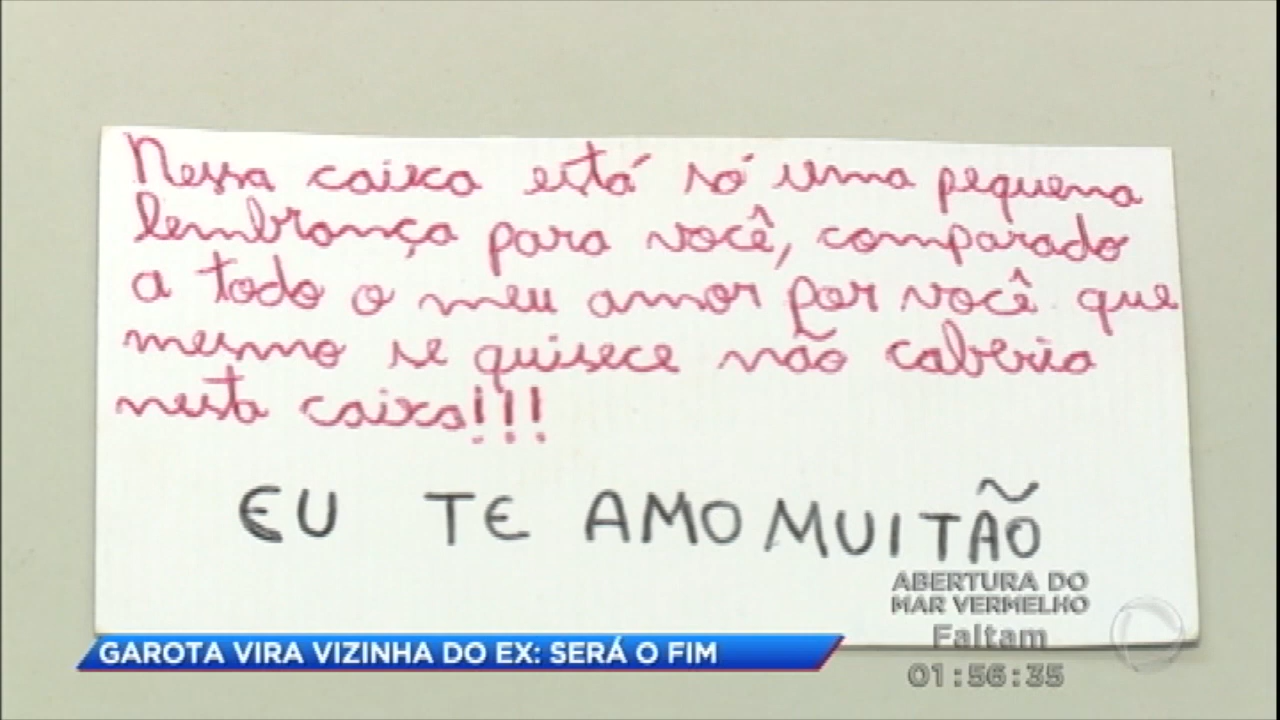 Nessa caixa está só uma pequena
lembrança para você, comparado
a todo o meu amor por você que
mesmo se quisece não caberia
nesta caixa!!!
EU TE AMO MUITÃO
ABERTURA DO
MAR VERMELHO
Faltam
01:56:35
GAROTA VIRA VIZINHA DO EX: SERÁ O FIM